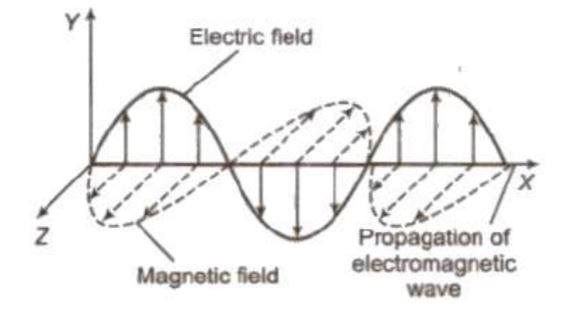 Y
Electric field
X
Z
Magnetic field
Propagation of
electromagnetic
wave